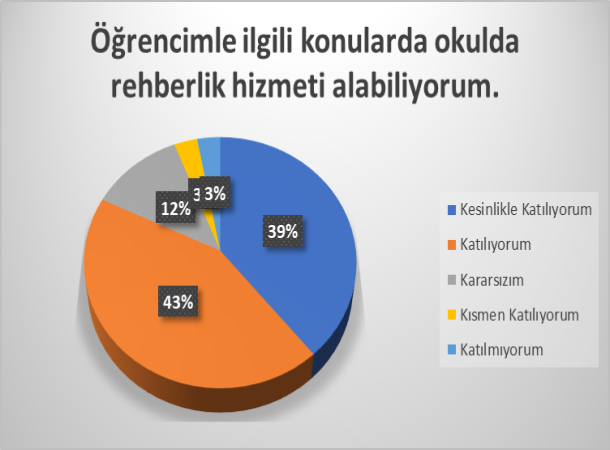 Öğrencimle ilgili konularda okulda
rehberlik hizmeti alabiliyorum.
39%
43%
12%
3%
Kesinlikle Katılıyorum
Katılıyorum
Kararsızım
Kısmen Katılıyorum
Katılmıyorum